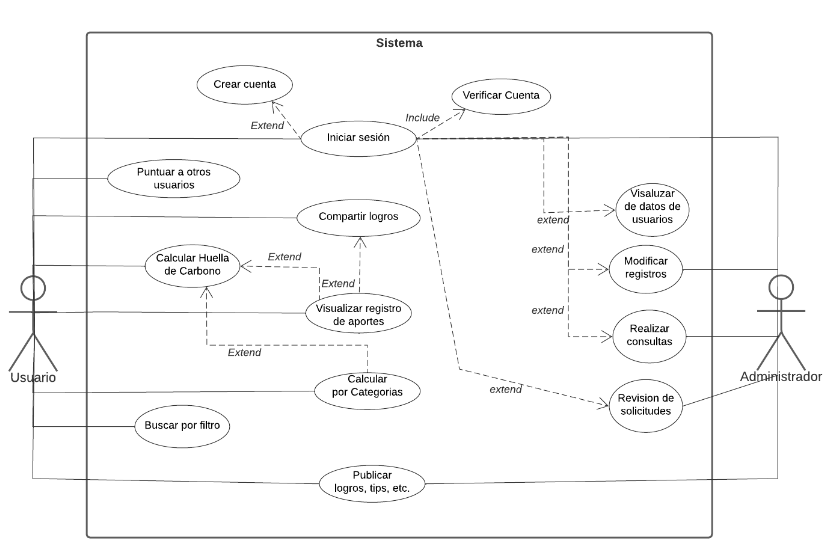 Sistema
Crear cuenta
Verificar Cuenta
Extend
Include
Iniciar sesión
Puntuar a otros
usuarios
Visaluzar
de datos de
usuarios
Compartir logros
extend
Calcular Huella
de Carbono
Extend
extend
Modificar
registros
Extend
Visualizar registro
de aportes
extend
Realizar
consultas
Extend
Usuario
Administrador
Calcular
por Categorias
extend
Revision de
solicitudes
Buscar por filtro
Publicar
logros, tips, etc.